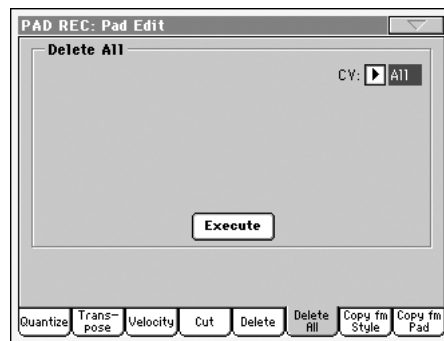 PAD REC: Pad Edit
Delete All
CV: All
Execute
Quantize Trans-pose Velocity Cut Delete Delete All Copy fm Style Copy fm Pad